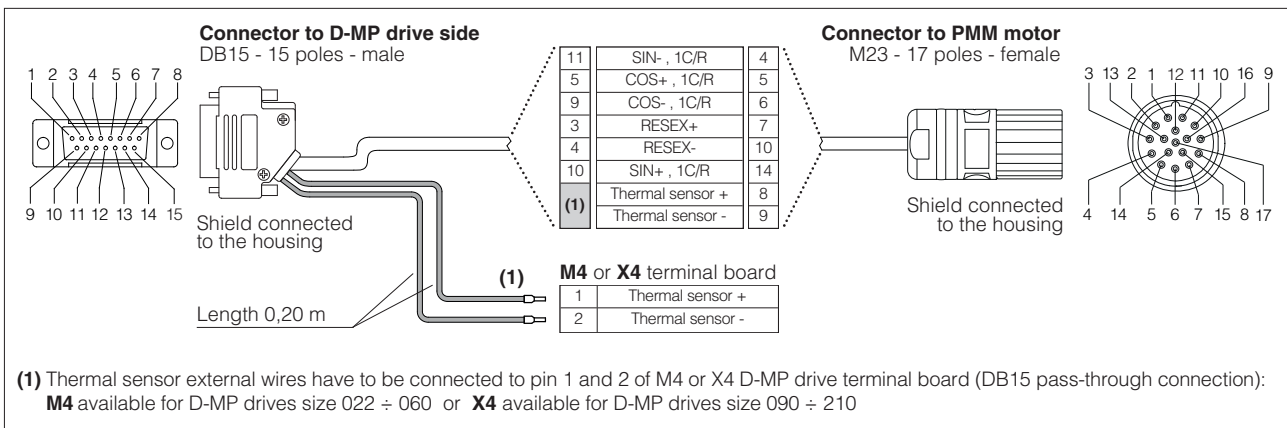 Connector to D-MP drive side
DB15 - 15 poles - male
1 2 3 4 5 6 7 8
9 10 11 12 13 14 15
Shield connected
to the housing
Length 0,20 m
11 SIN- , 1C/R 4
5 COS+ , 1C/R 5
9 COS- , 1C/R 6
3 RESEX+ 7
4 RESEX- 10
10 SIN+ , 1C/R 14
(1) Thermal sensor + 8
Thermal sensor - 9
(1)
M4 or X4 terminal board
1 Thermal sensor +
2 Thermal sensor -
Connector to PMM motor
M23 - 17 poles - female
3 13 2 1 12 11 10 16 9
4 14 5 6 7 15 8 17
Shield connected
to the housing
(1) Thermal sensor external wires have to be connected to pin 1 and 2 of M4 or X4 D-MP drive terminal board (DB15 pass-through connection):
M4 available for D-MP drives size 022 ÷ 060 or X4 available for D-MP drives size 090 ÷ 210